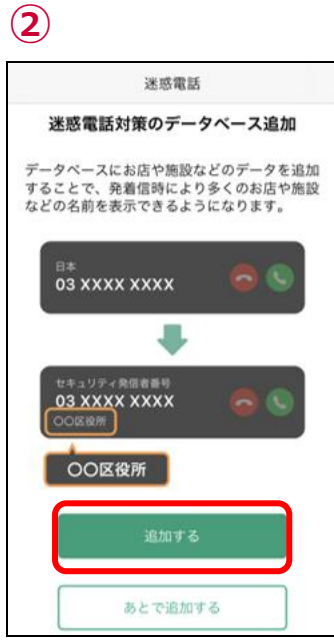 ②
迷惑電話
迷惑電話対策のデータベース追加
データベースにお店や施設などのデータを追加
することで、発着信時により多くのお店や施設
などの名前を表示できるようになります。
日本
03 XXXX XXXX
セキュリティ発信者番号
03 XXXX XXXX
〇〇区役所
〇〇区役所
追加する
あとで追加する